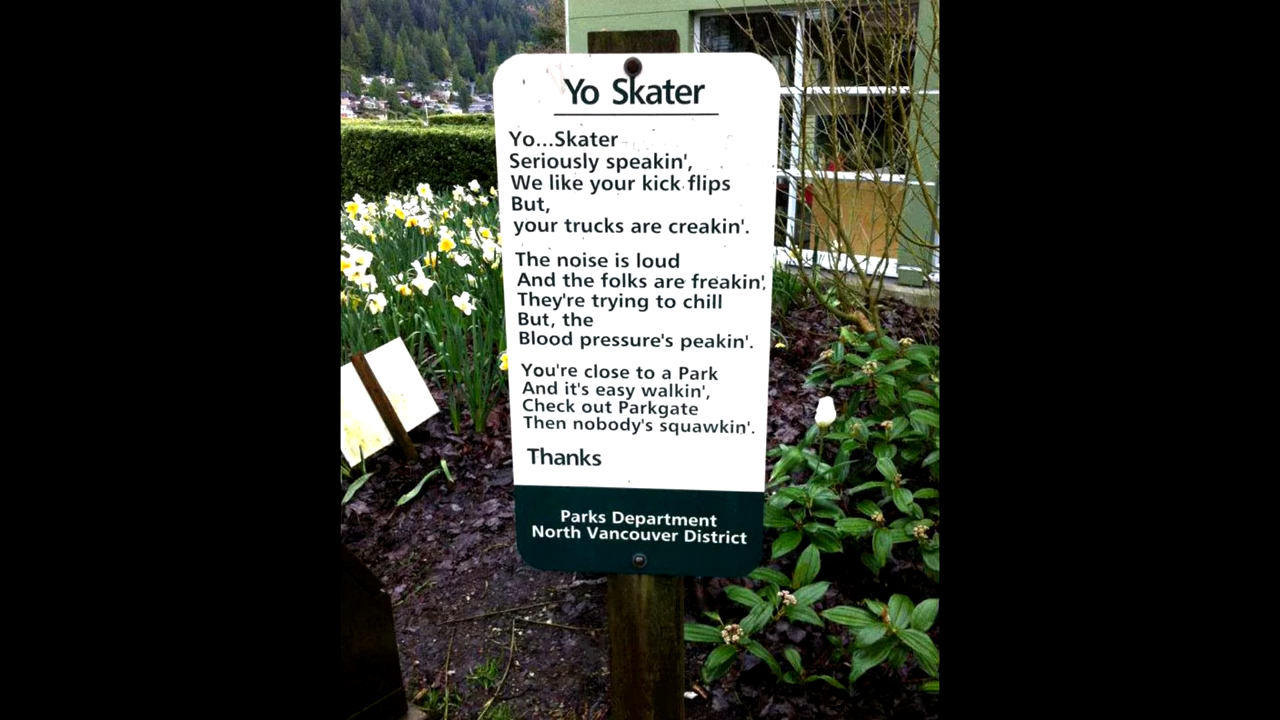 Yo Skater
Yo...Skater
Seriously speakin',
We like your kick flips
But,
your trucks are creakin'.
The noise is loud
And the folks are freakin',
They're trying to chill
But, the
Blood pressure's peakin'.
You're close to a Park
And it's easy walkin',
Check out Parkgate
Then nobody's squawkin'.
Thanks
Parks Department
North Vancouver District